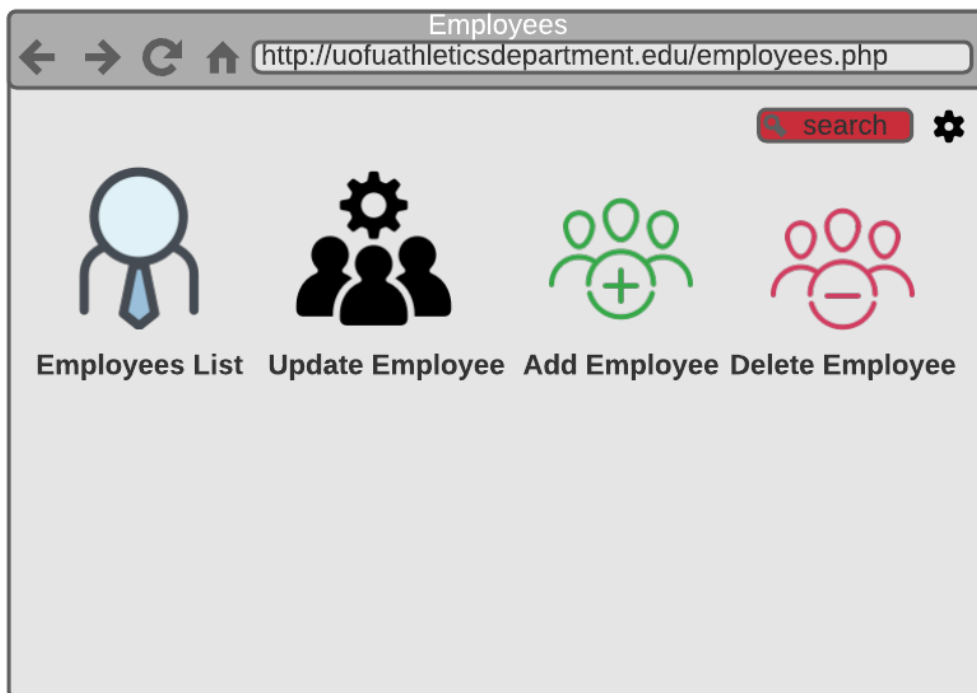 Employees
http://uofuathleticsdepartment.edu/employees.php
search
Employees List Update Employee Add Employee Delete Employee